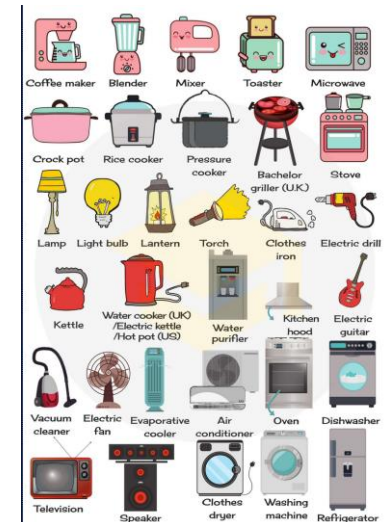 Coffee maker
Blender
Mixer
Toaster
Microwave
Crock pot
Rice cooker
Pressure
cooker
Bachelor
griller (U.K.)
Stove
Lamp
Light bulb
Lantern
Torch
Clothes
iron
Electric drill
Kettle
Water cooker (UK)
/Electric kettle
/Hot pot (US)
Water
purifier
Kitchen
hood
Electric
guitar
Vacuum
cleaner
Electric
fan
Evaporative
cooler
Air
conditioner
Oven
Dishwasher
Television
Speaker
Clothes
dryer
Washing
machine
Refrigerator